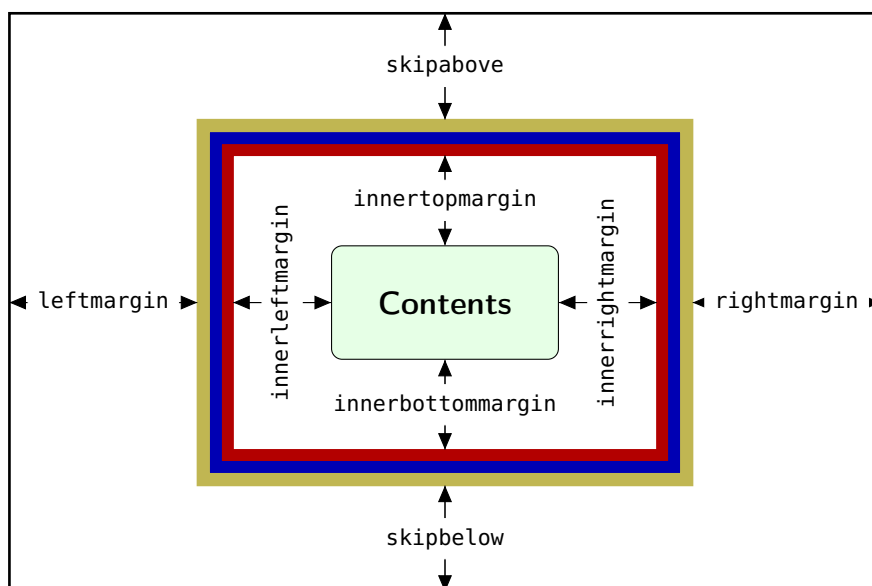 skipabove
innertopmargin
leftmargin
innerleftmargin
Contents
innerrightmargin
rightmargin
innerbottommargin
skipbelow